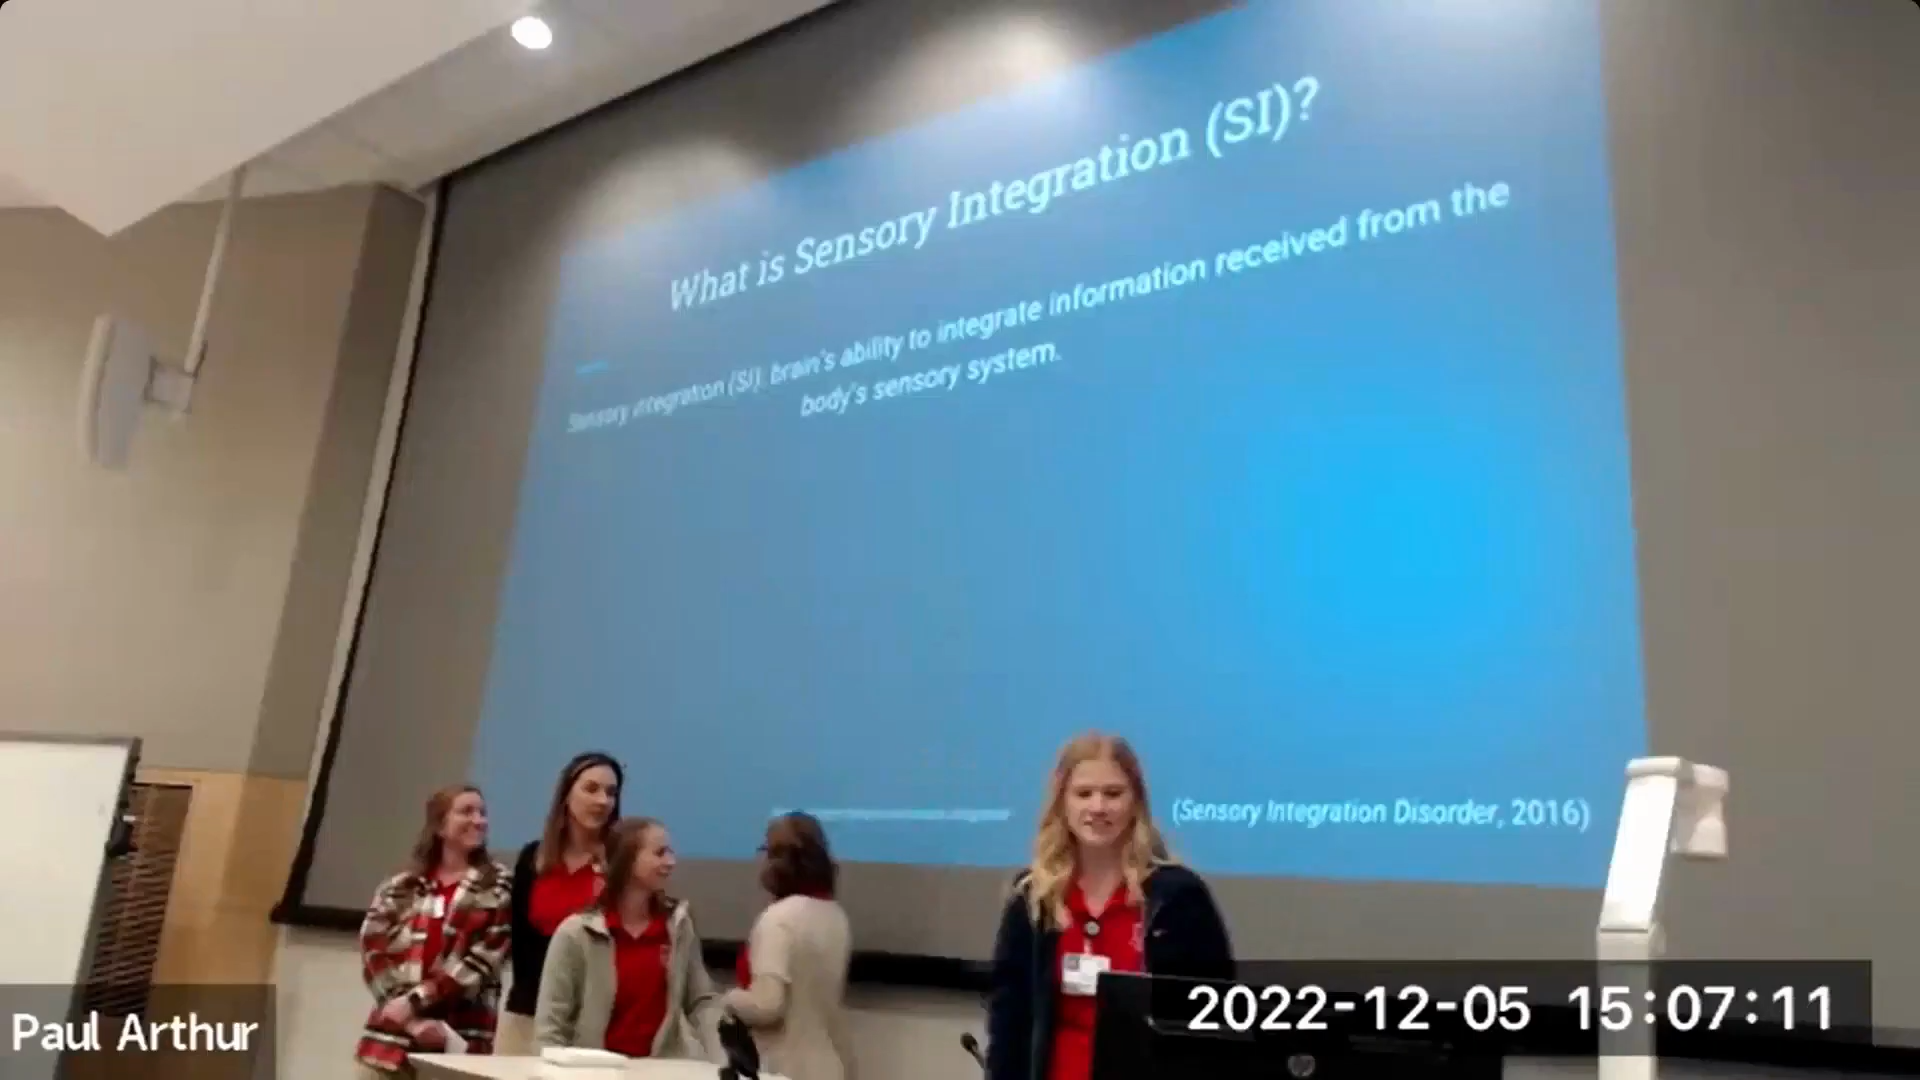 What is Sensory Integration (SI)?
Sensory Integration (SI): brain's ability to integrate information received from the
body's sensory system.
(Sensory Integration Disorder, 2016)
Paul Arthur
2022-12-05 15:07:11